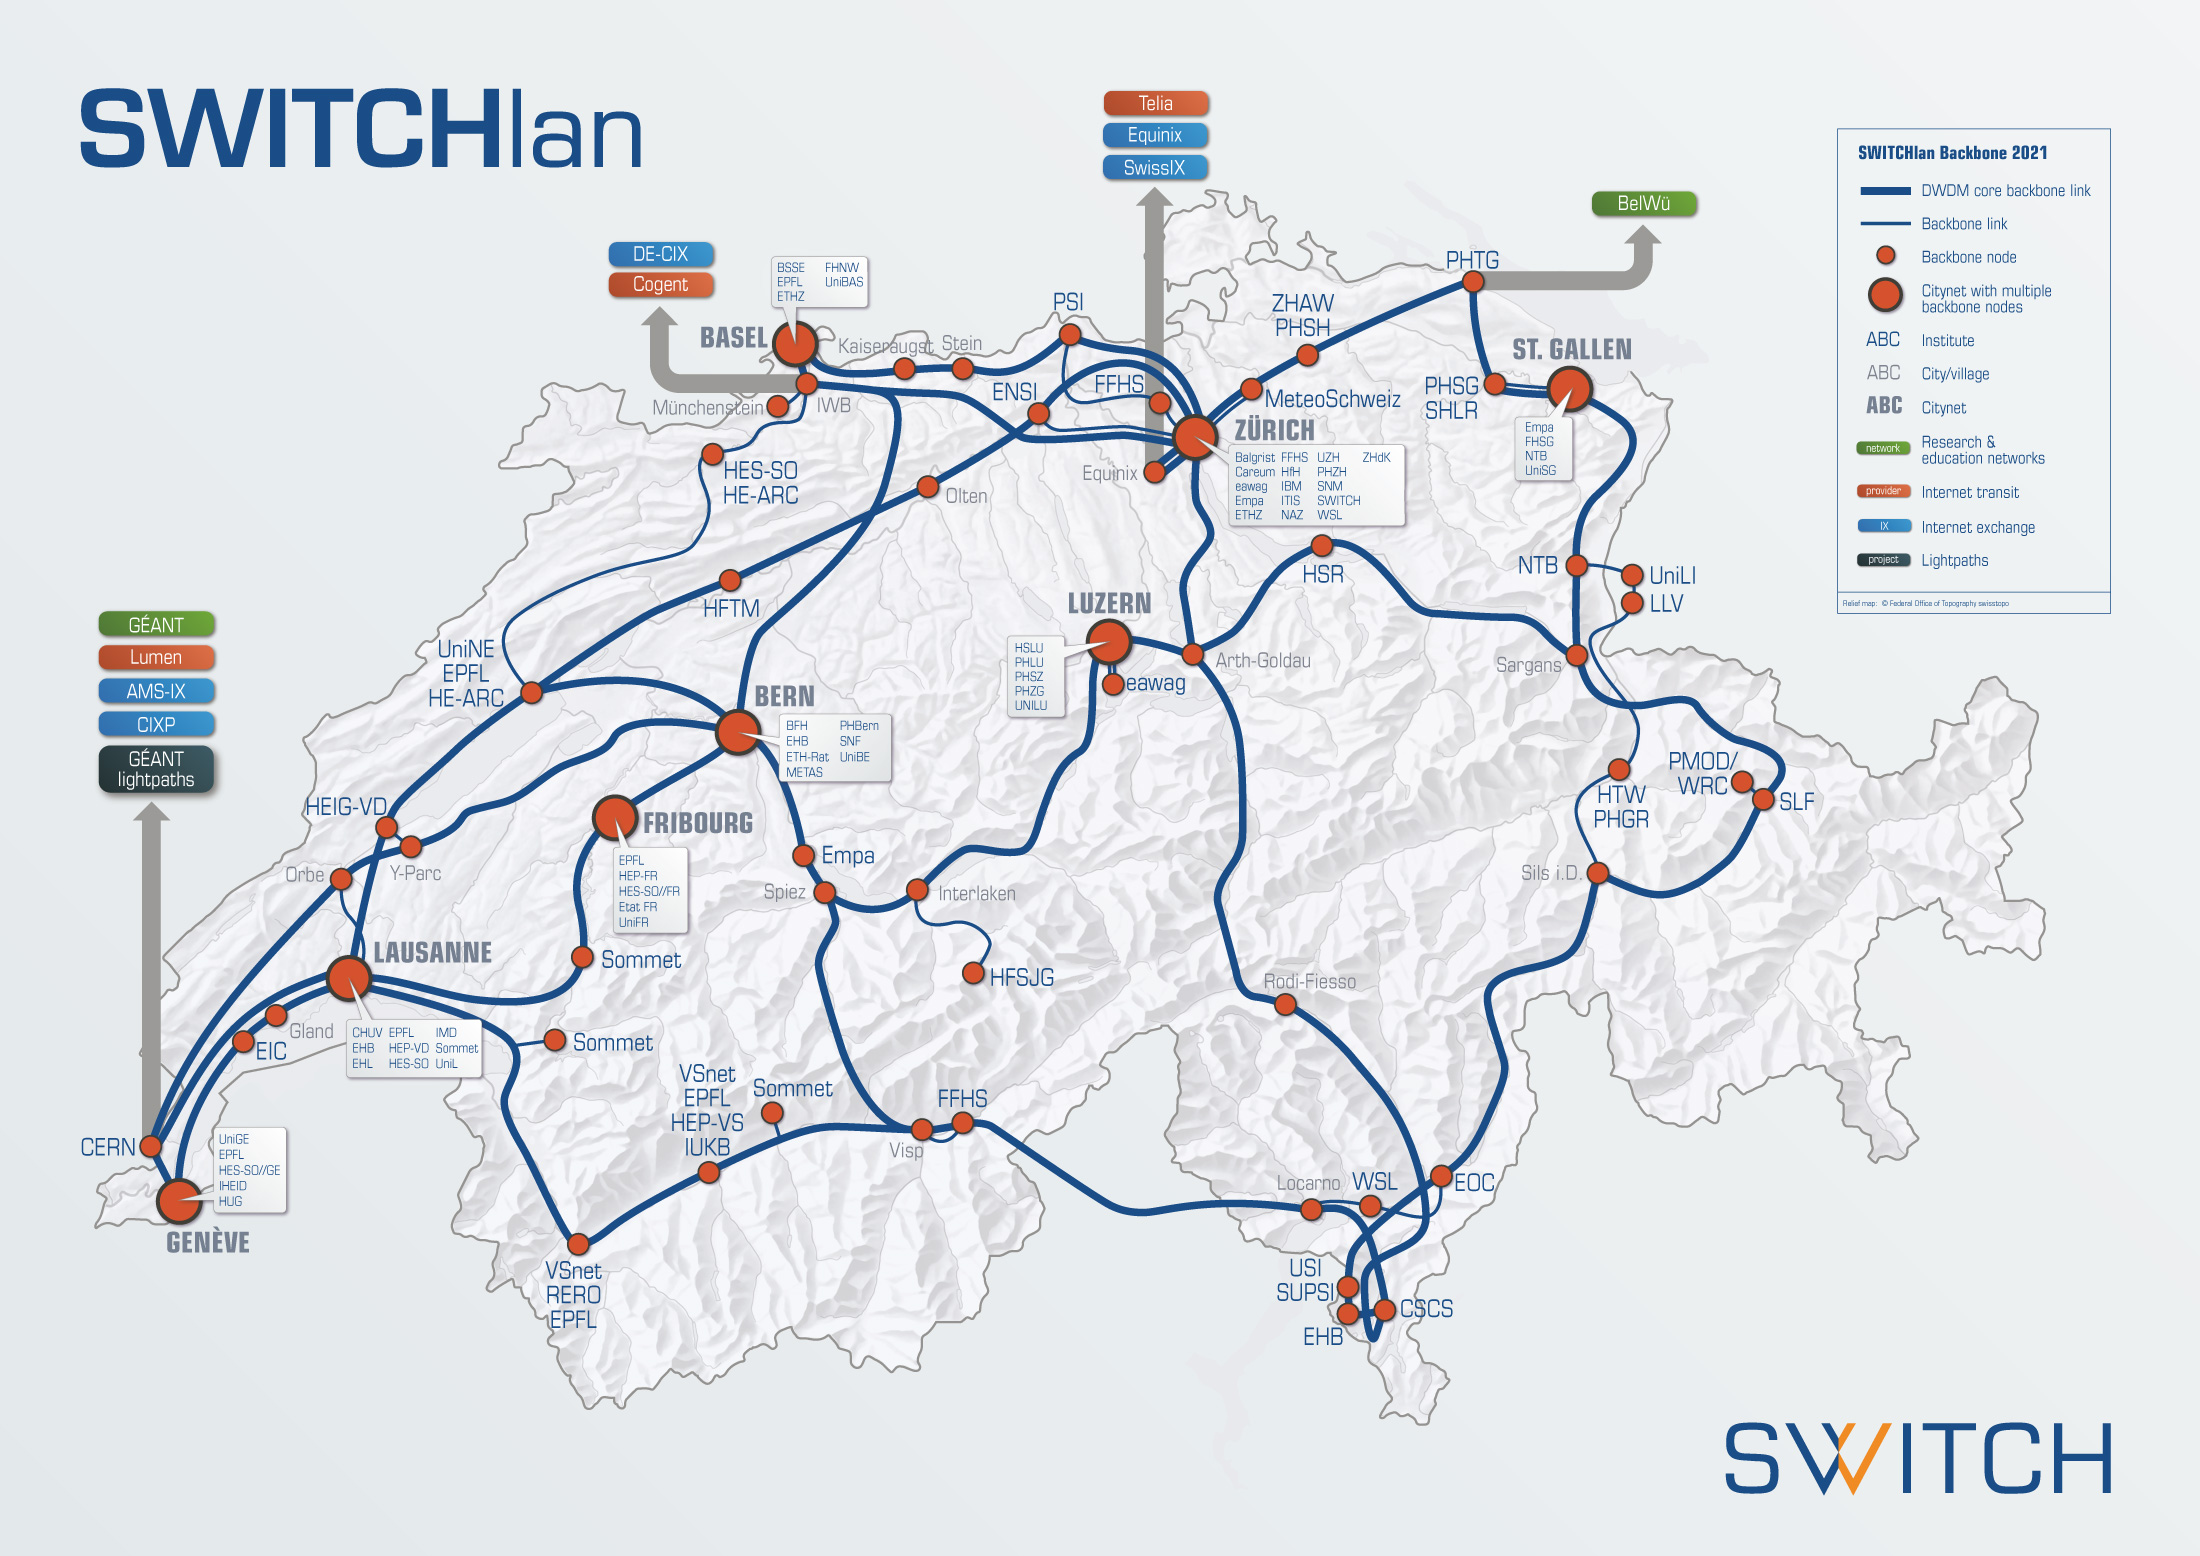 SWITCHlan
Telia
Equinix
SwissIX
BelWü
DE-CIX
Cogent
SWITCHlan Backbone 2021
DWDM core backbone link
Backbone link
Backbone node
Citynet with multiple
backbone nodes
ABC Institute
ABC City/village
ABC Citynet
network Research &
education networks
provider Internet transit
IX Internet exchange
project Lightpaths
Relief map: © Federal Office of Topography swisstopo
BSSE FHNW
EPFL UniBAS
ETHZ
BASEL
Kaiseraugst
Stein
PSI
ZHAW
PHSH
PHTG
ST. GALLEN
PHSG
SHLR
Empa
FHSG
NTB
UniSG
Münchenstein
IWB
ENSI
FFHS
MeteoSchweiz
ZÜRICH
Equinix
Balgrist FFHS UZH ZHdK
Careum HfH PHZH
eawag IBM SNM
Empa ITIS SWITCH
ETHZ NAZ WSL
HES-SO
HE-ARC
Olten
HFTM
HSR
NTB
UniLI
LLV
LUZERN
HSLU
PHLU
PHSZ
PHZG
UNILU
eawag
Arth-Goldau
Sargans
GÉANT
Lumen
AMS-IX
CIXP
GÉANT
lightpaths
UniNE
EPFL
HE-ARC
BERN
BFH PHBern
EHB SNF
ETH-Rat UniBE
METAS
HEIG-VD
Y-Parc
Orbe
FRIBOURG
EPFL
HEP-FR
HES-SO//FR
Etat FR
UniFR
Empa
Spiez
Interlaken
HFSJG
PMOD/
WRC
SLF
HTW
PHGR
Sils i.D.
LAUSANNE
CHUV EPFL IMD
EHB HEP-VD Sommet
EHL HES-SO UniL
Sommet
Sommet
Gland
EIC
Rodi-Fiesso
VSnet
EPFL
HEP-VS
IUKB
Sommet
FFHS
Visp
CERN
UniGE
EPFL
HES-SO//GE
IHEID
HUG
GENÈVE
VSnet
RERO
EPFL
Locarno
WSL
EOC
USI
SUPSI
EHB
CSCS
SWITCH